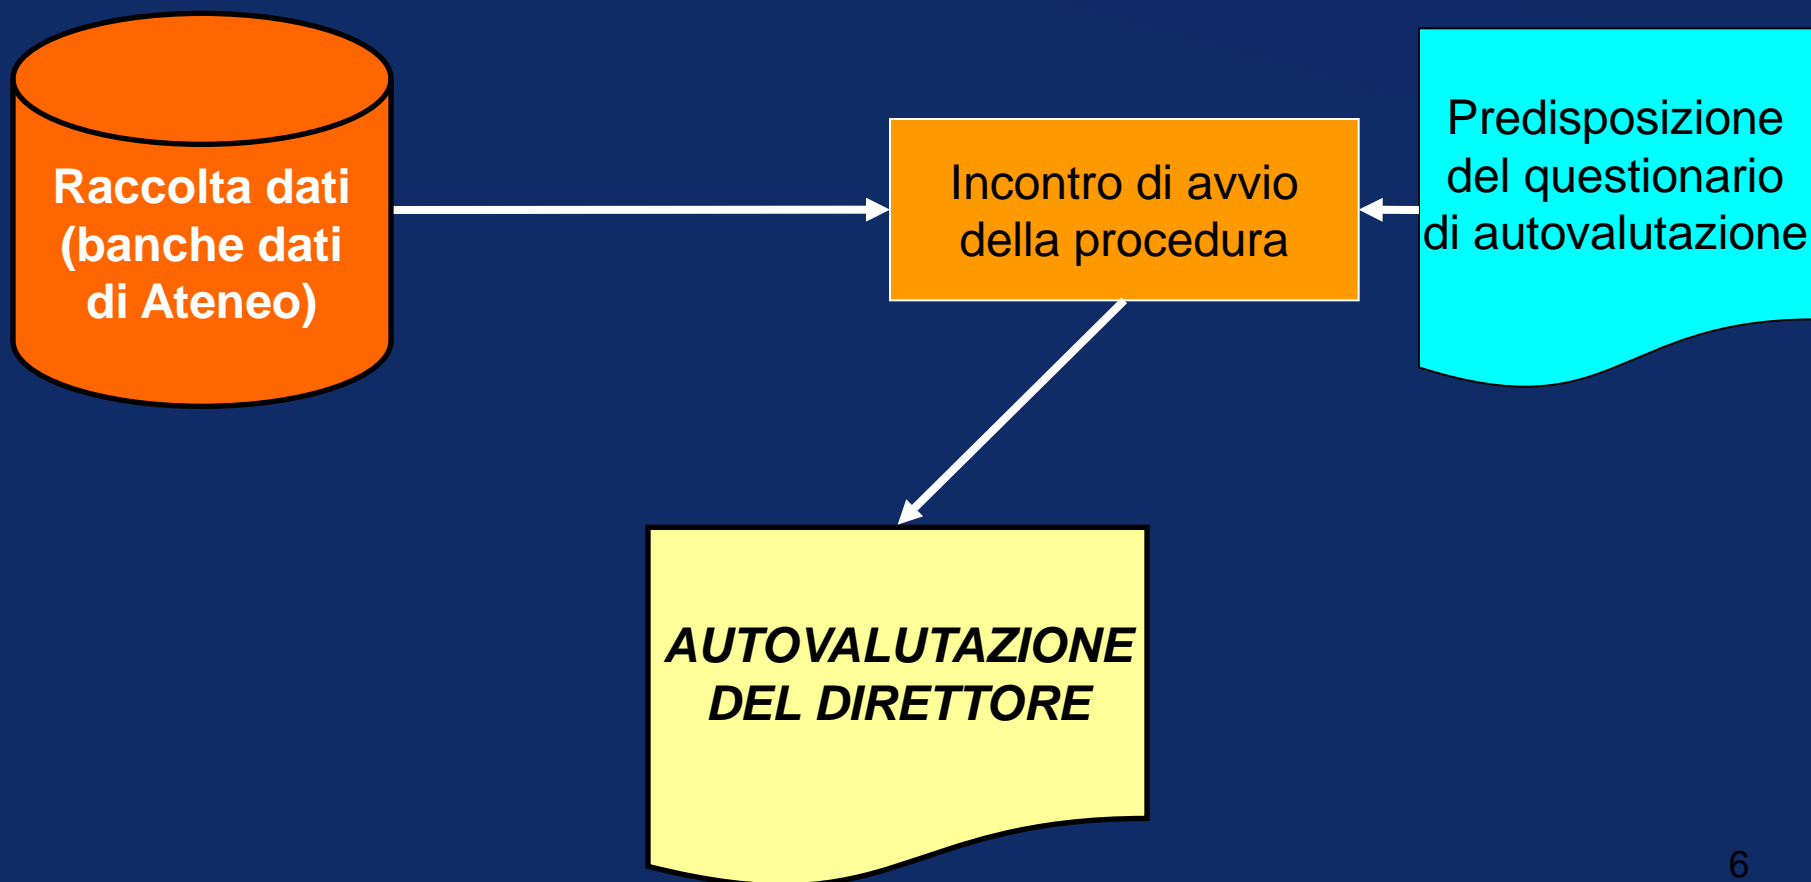 Raccolta dati
(banche dati
di Ateneo)
Incontro di avvio
della procedura
Predisposizione
del questionario
di autovalutazione
AUTOVALUTAZIONE
DEL DIRETTORE
6